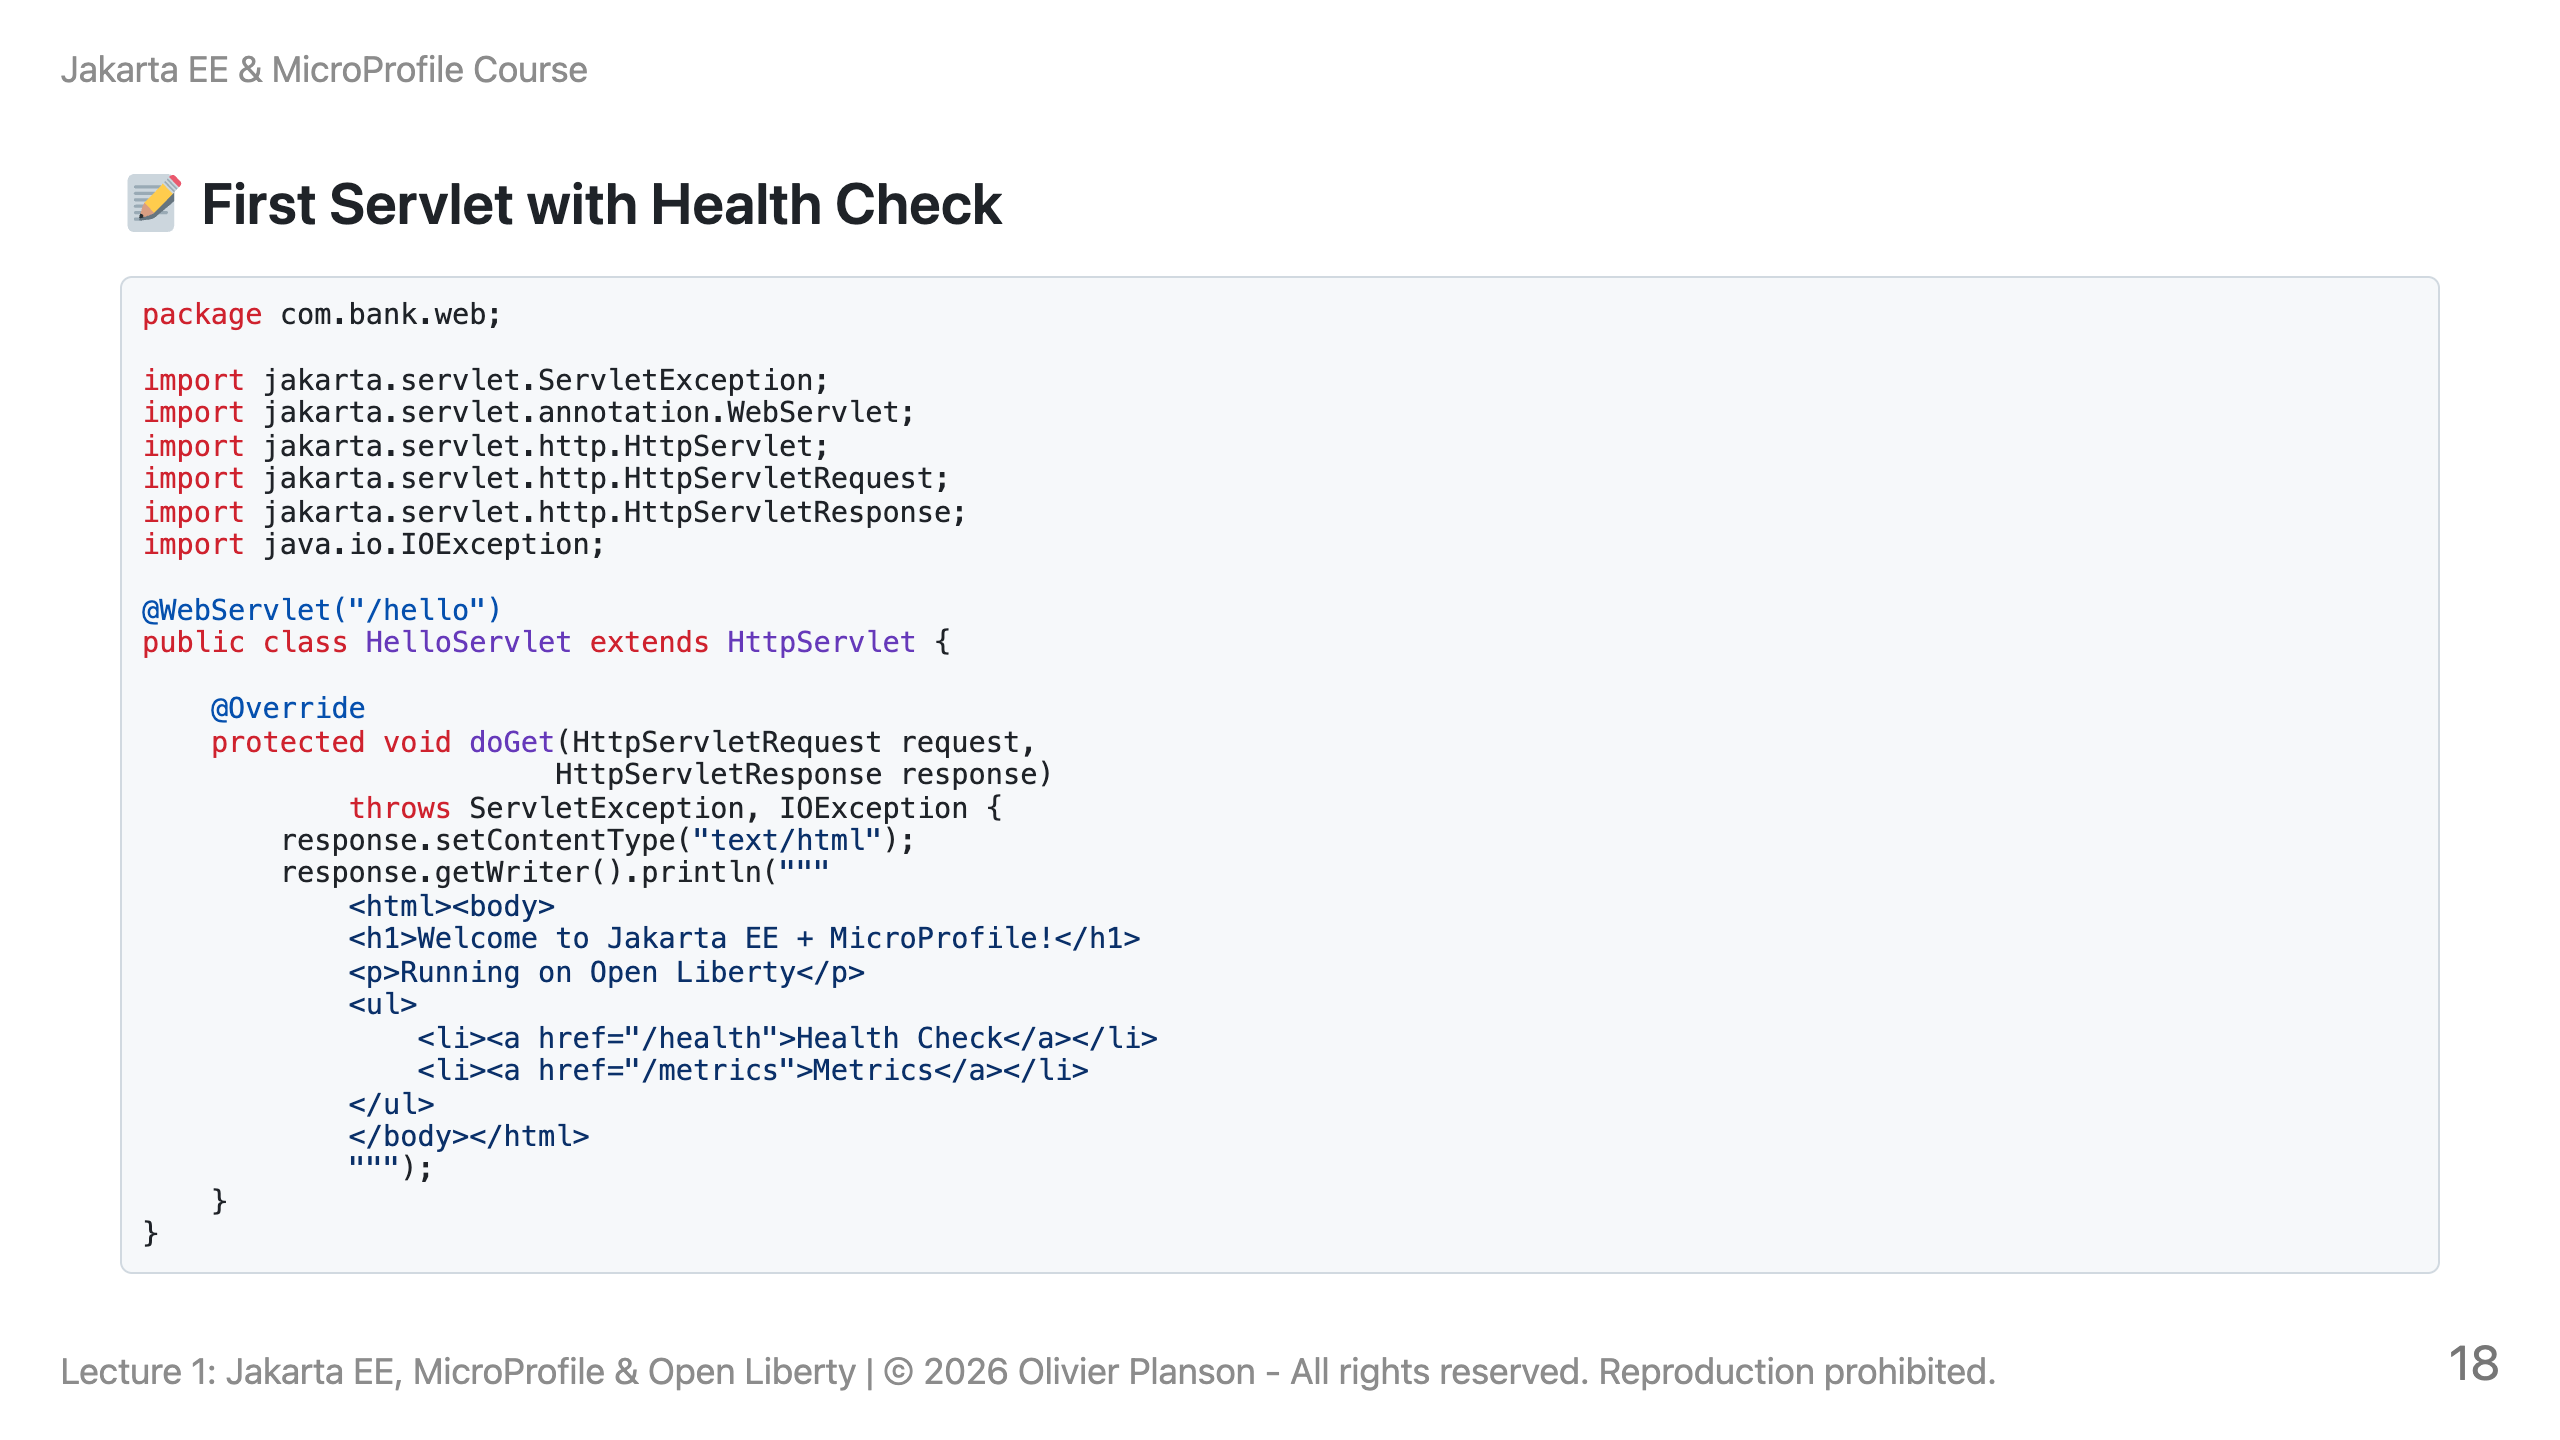 Jakarta EE & MicroProfile Course
📝 First Servlet with Health Check
package com.bank.web;

import jakarta.servlet.ServletException;
import jakarta.servlet.annotation.WebServlet;
import jakarta.servlet.http.HttpServlet;
import jakarta.servlet.http.HttpServletRequest;
import jakarta.servlet.http.HttpServletResponse;
import java.io.IOException;

@WebServlet("/hello")
public class HelloServlet extends HttpServlet {

    @Override
    protected void doGet(HttpServletRequest request,
                        HttpServletResponse response)
            throws ServletException, IOException {
        response.setContentType("text/html");
        response.getWriter().println("""
            <html><body>
            <h1>Welcome to Jakarta EE + MicroProfile!</h1>
            <p>Running on Open Liberty</p>
            <ul>
                <li><a href="/health">Health Check</a></li>
                <li><a href="/metrics">Metrics</a></li>
            </ul>
            </body></html>
            """);
    }
}
Lecture 1: Jakarta EE, MicroProfile & Open Liberty | © 2026 Olivier Planson - All rights reserved. Reproduction prohibited.
18